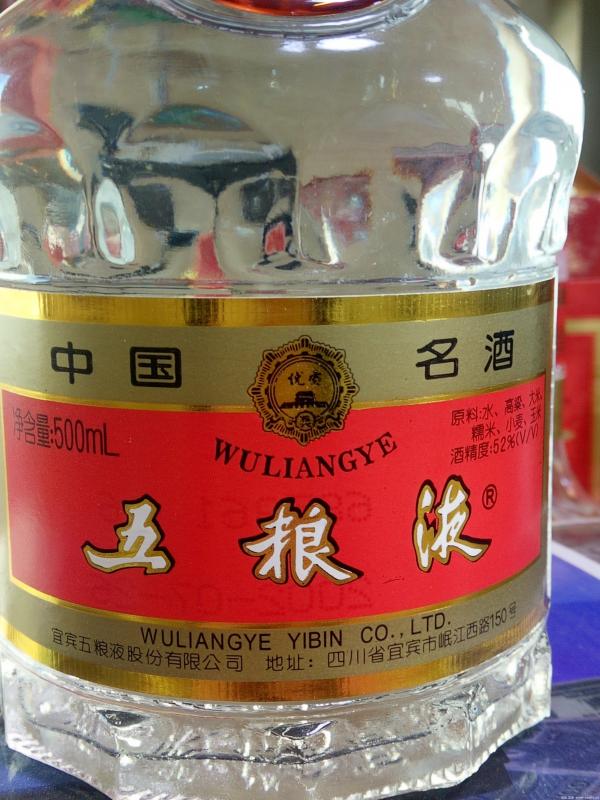 中国 名酒
优质
净含量:500mL
原料:水、高粱、大米、
糯米、小麦、玉米
酒精度:52%(V/V)
WULIANGYE
五粮液®
WULIANGYE YIBIN CO.,LTD.
宜宾五粮液股份有限公司 地址：四川省宜宾市岷江西路150号